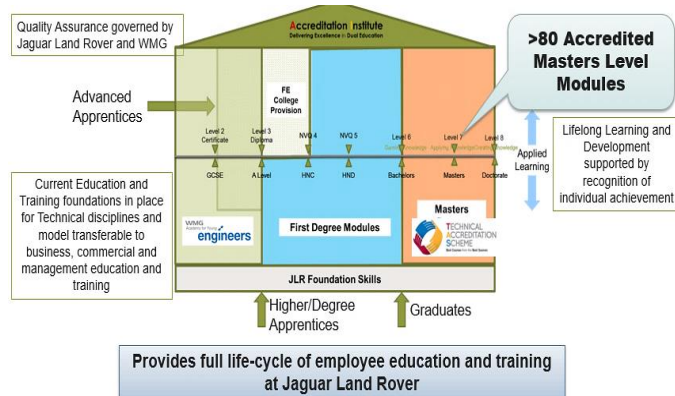 Quality Assurance governed by
Jaguar Land Rover and WMG
Accreditation Institute
Delivering Excellence in Dual Education
>80 Accredited
Masters Level
Modules
Advanced
Apprentices
FE
College
Provision
Level 2
Certificate
Level 3
Diploma
NVQ 4
NVQ 5
Level 6
Level 7
Level 8
GCSE
A Level
HNC
HND
Bachelors
Masters
Doctorate
Applied
Learning
Lifelong Learning and
Development
supported by
recognition of
individual achievement
Current Education and
Training foundations in place
for Technical disciplines and
model transferable to
business, commercial and
management education and
training
WMG
Academy for Young
engineers
First Degree Modules
Masters
TECHNICAL
ACCREDITATION
SCHEME
JLR Foundation Skills
Higher/Degree
Apprentices
Graduates
Provides full life-cycle of employee education and training
at Jaguar Land Rover